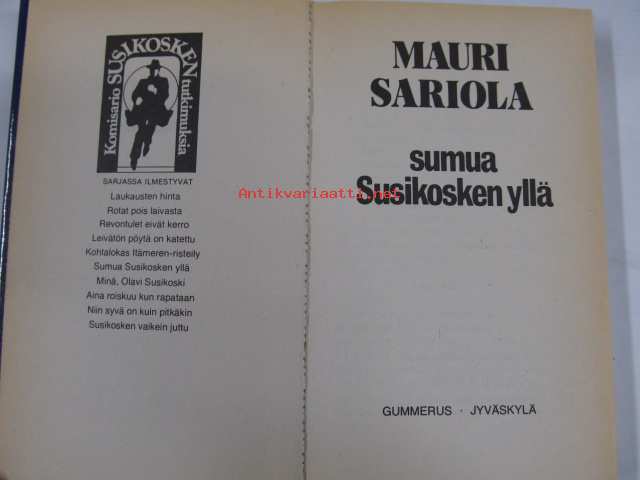 Komisario SUSIKOSKEN tutkimuksia
SARJASSA ILMESTYVÄT
Laukausten hinta
Rotat pois laivasta
Revontulet eivät kerro
Leivätön pöytä on katettu
Kohtalokas Itämeren-risteily
Sumua Susikosken yllä
Minä, Olavi Susikoski
Aina roiskuu kun rapataan
Niin syvä on kuin pitkäkin
Susikosken vaikein juttu
Antikvariaatti.net
MAURI
SARIOLA
sumua
Susikosken yllä
GUMMERUS · JYVÄSKYLÄ